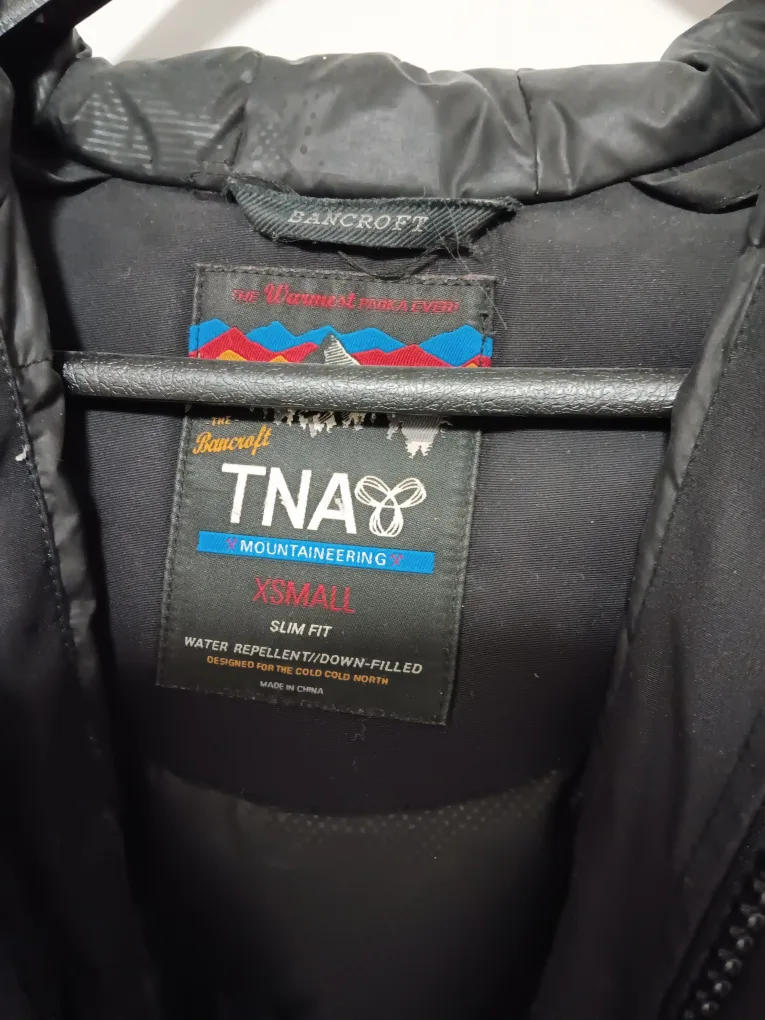 BANCROFT
THE Warmest PARKA EVER!
THE
Bancroft
TNA
MOUNTAINEERING
XSMALL
SLIM FIT
WATER REPELLENT//DOWN-FILLED
DESIGNED FOR THE COLD COLD NORTH
MADE IN CHINA